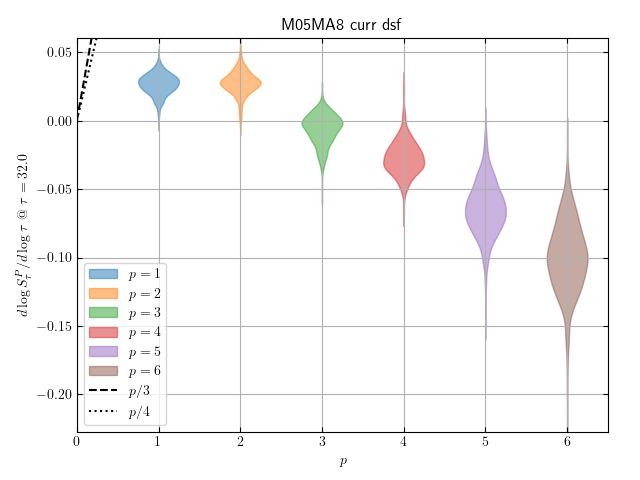 M05MA8 curr dsf
d log S_τ^P / d log τ @ τ = 32.0
0.05
0.00
−0.05
−0.10
−0.15
−0.20
p = 1
p = 2
p = 3
p = 4
p = 5
p = 6
p/3
p/4
0 1 2 3 4 5 6
p